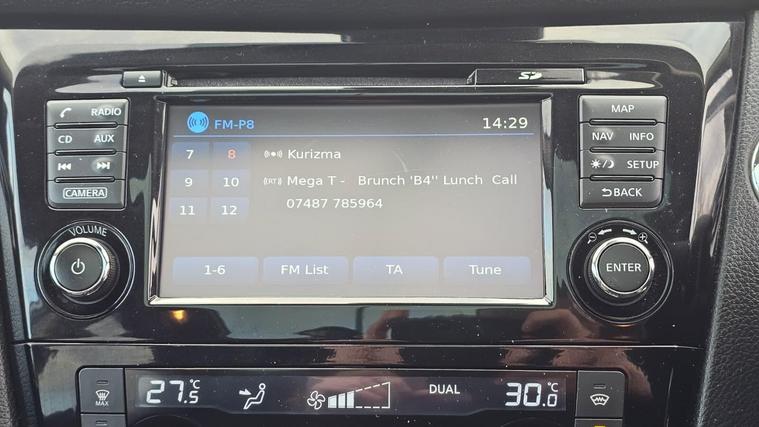 SD
RADIO
CD AUX
CAMERA
VOLUME
FM-P8 14:29
7 8 Kurizma
9 10 (RT) Mega T - Brunch 'B4'' Lunch Call
11 12 07487 785964
1-6 FM List TA Tune
MAP
NAV INFO
SETUP
BACK
ENTER
MAX
27.5 °C DUAL 30.0 °C